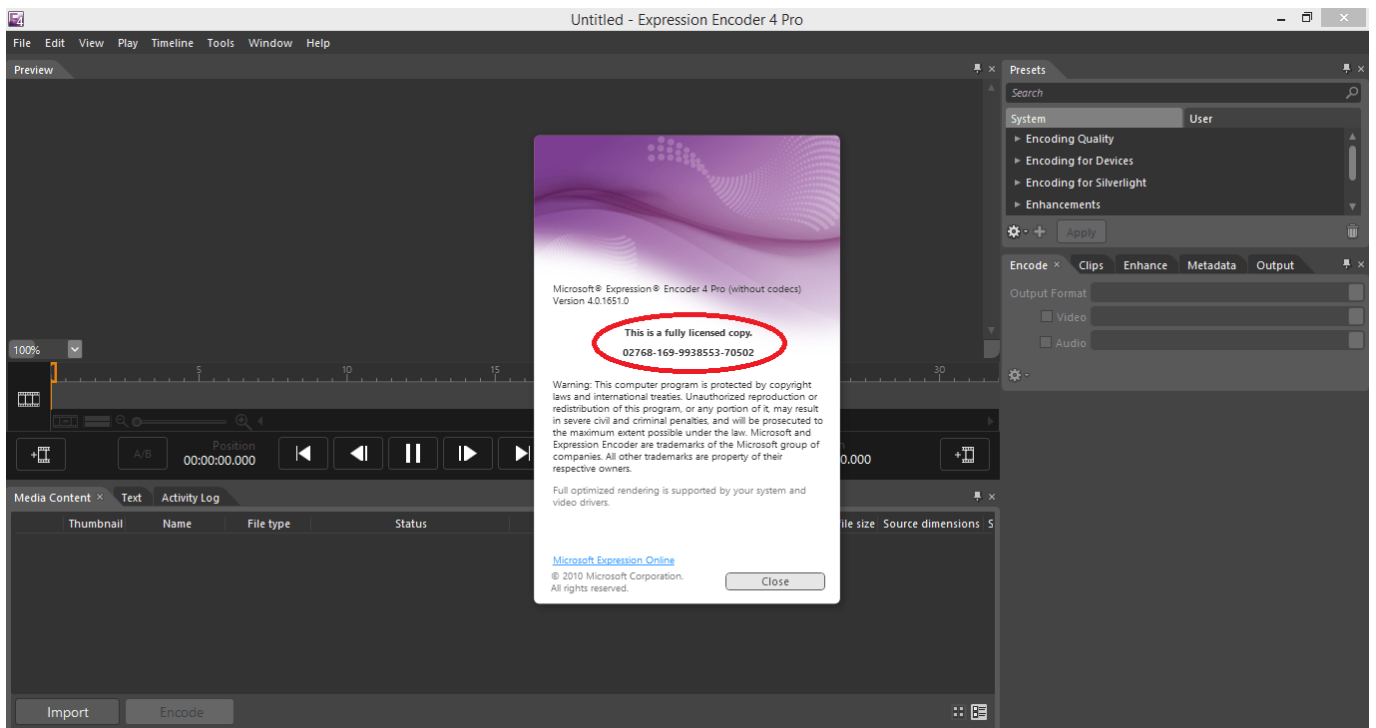 Untitled - Expression Encoder 4 Pro
File Edit View Play Timeline Tools Window Help
Preview
100%
5
10
15
30
A/B
Position
00:00:00.000
0.000
Media Content
Text
Activity Log
Thumbnail Name File type Status
ile size Source dimensions S
Import
Encode
Microsoft® Expression® Encoder 4 Pro (without codecs)
Version 4.0.1651.0
This is a fully licensed copy.
02768-169-9938553-70502
Warning: This computer program is protected by copyright
laws and international treaties. Unauthorized reproduction or
redistribution of this program, or any portion of it, may result
in severe civil and criminal penalties, and will be prosecuted to
the maximum extent possible under the law. Microsoft and
Expression Encoder are trademarks of the Microsoft group of
companies. All other trademarks are property of their
respective owners.
Full optimized rendering is supported by your system and
video drivers.
Microsoft Expression Online
© 2010 Microsoft Corporation.
All rights reserved.
Close
Presets
Search
System User
Encoding Quality
Encoding for Devices
Encoding for Silverlight
Enhancements
Apply
Encode Clips Enhance Metadata Output
Output Format
Video
Audio